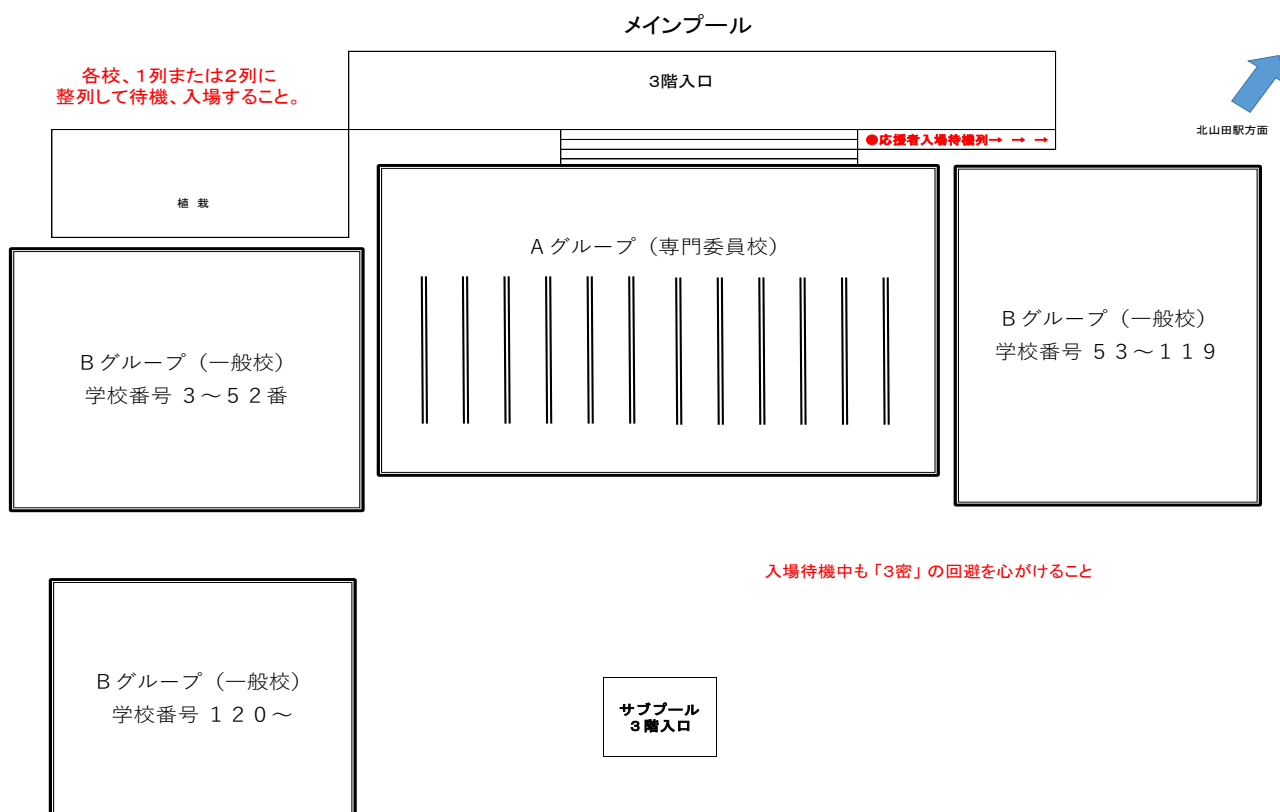 メインプール
各校、1列または2列に
整列して待機、入場すること。
3階入口
北山田駅方面
●応援者入場待機列→ → →
植 栽
Aグループ（専門委員校）
Bグループ（一般校）
学校番号 3～52番
Bグループ（一般校）
学校番号 53～119
入場待機中も「3密」の回避を心がけること
Bグループ（一般校）
学校番号 120～
サブプール
3階入口